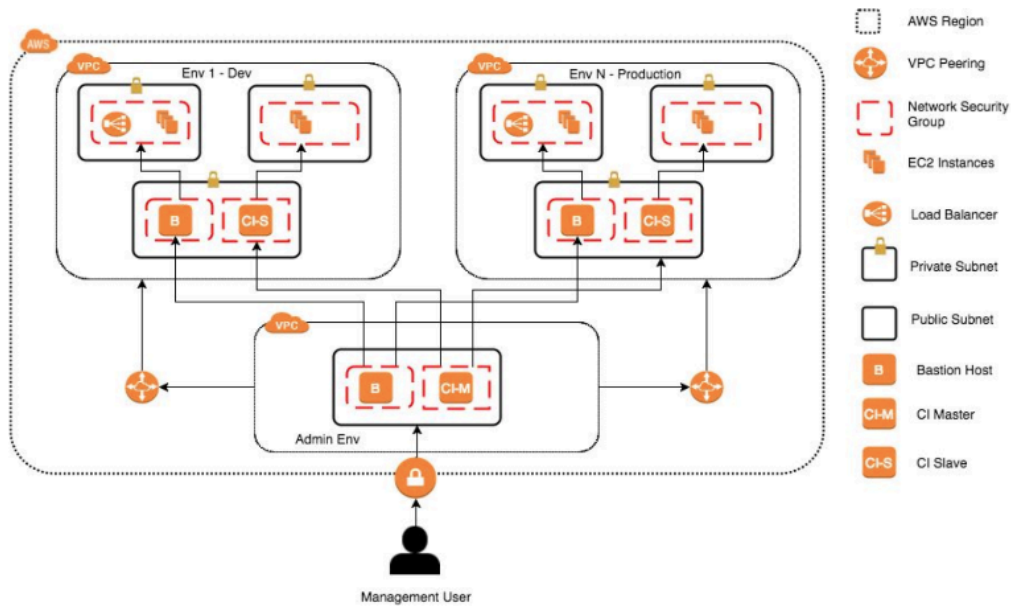 AWS
VPC
Env 1 - Dev
B
CI-S
VPC
Env N - Production
B
CI-S
VPC
B
CI-M
Admin Env
Management User
AWS Region
VPC Peering
Network Security
Group
EC2 Instances
Load Balancer
Private Subnet
Public Subnet
B
Bastion Host
CI-M
CI Master
CI-S
CI Slave